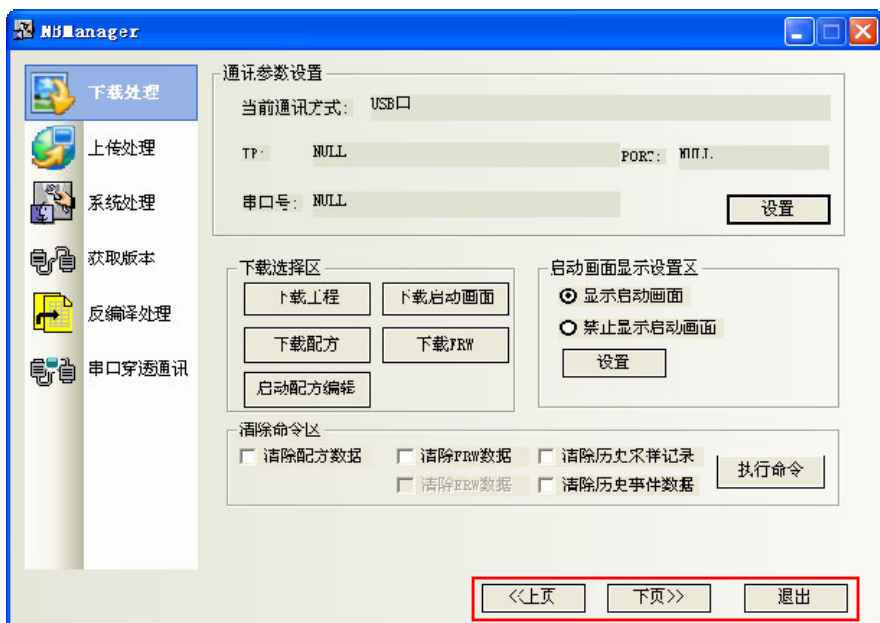 NBManager
下载处理
上传处理
系统处理
获取版本
反编译处理
串口穿透通讯
通讯参数设置
当前通讯方式: USB口
IP: NULL PORT: NULL
串口号: NULL 设置
下载选择区
下载工程 下载启动画面
下载配方 下载FRW
启动配方编辑
启动画面显示设置区
显示启动画面
禁止显示启动画面
设置
清除命令区
清除配方数据 清除FRW数据 清除历史采样记录
清除ERW数据 清除历史事件数据
执行命令
<<上页 下页>> 退出